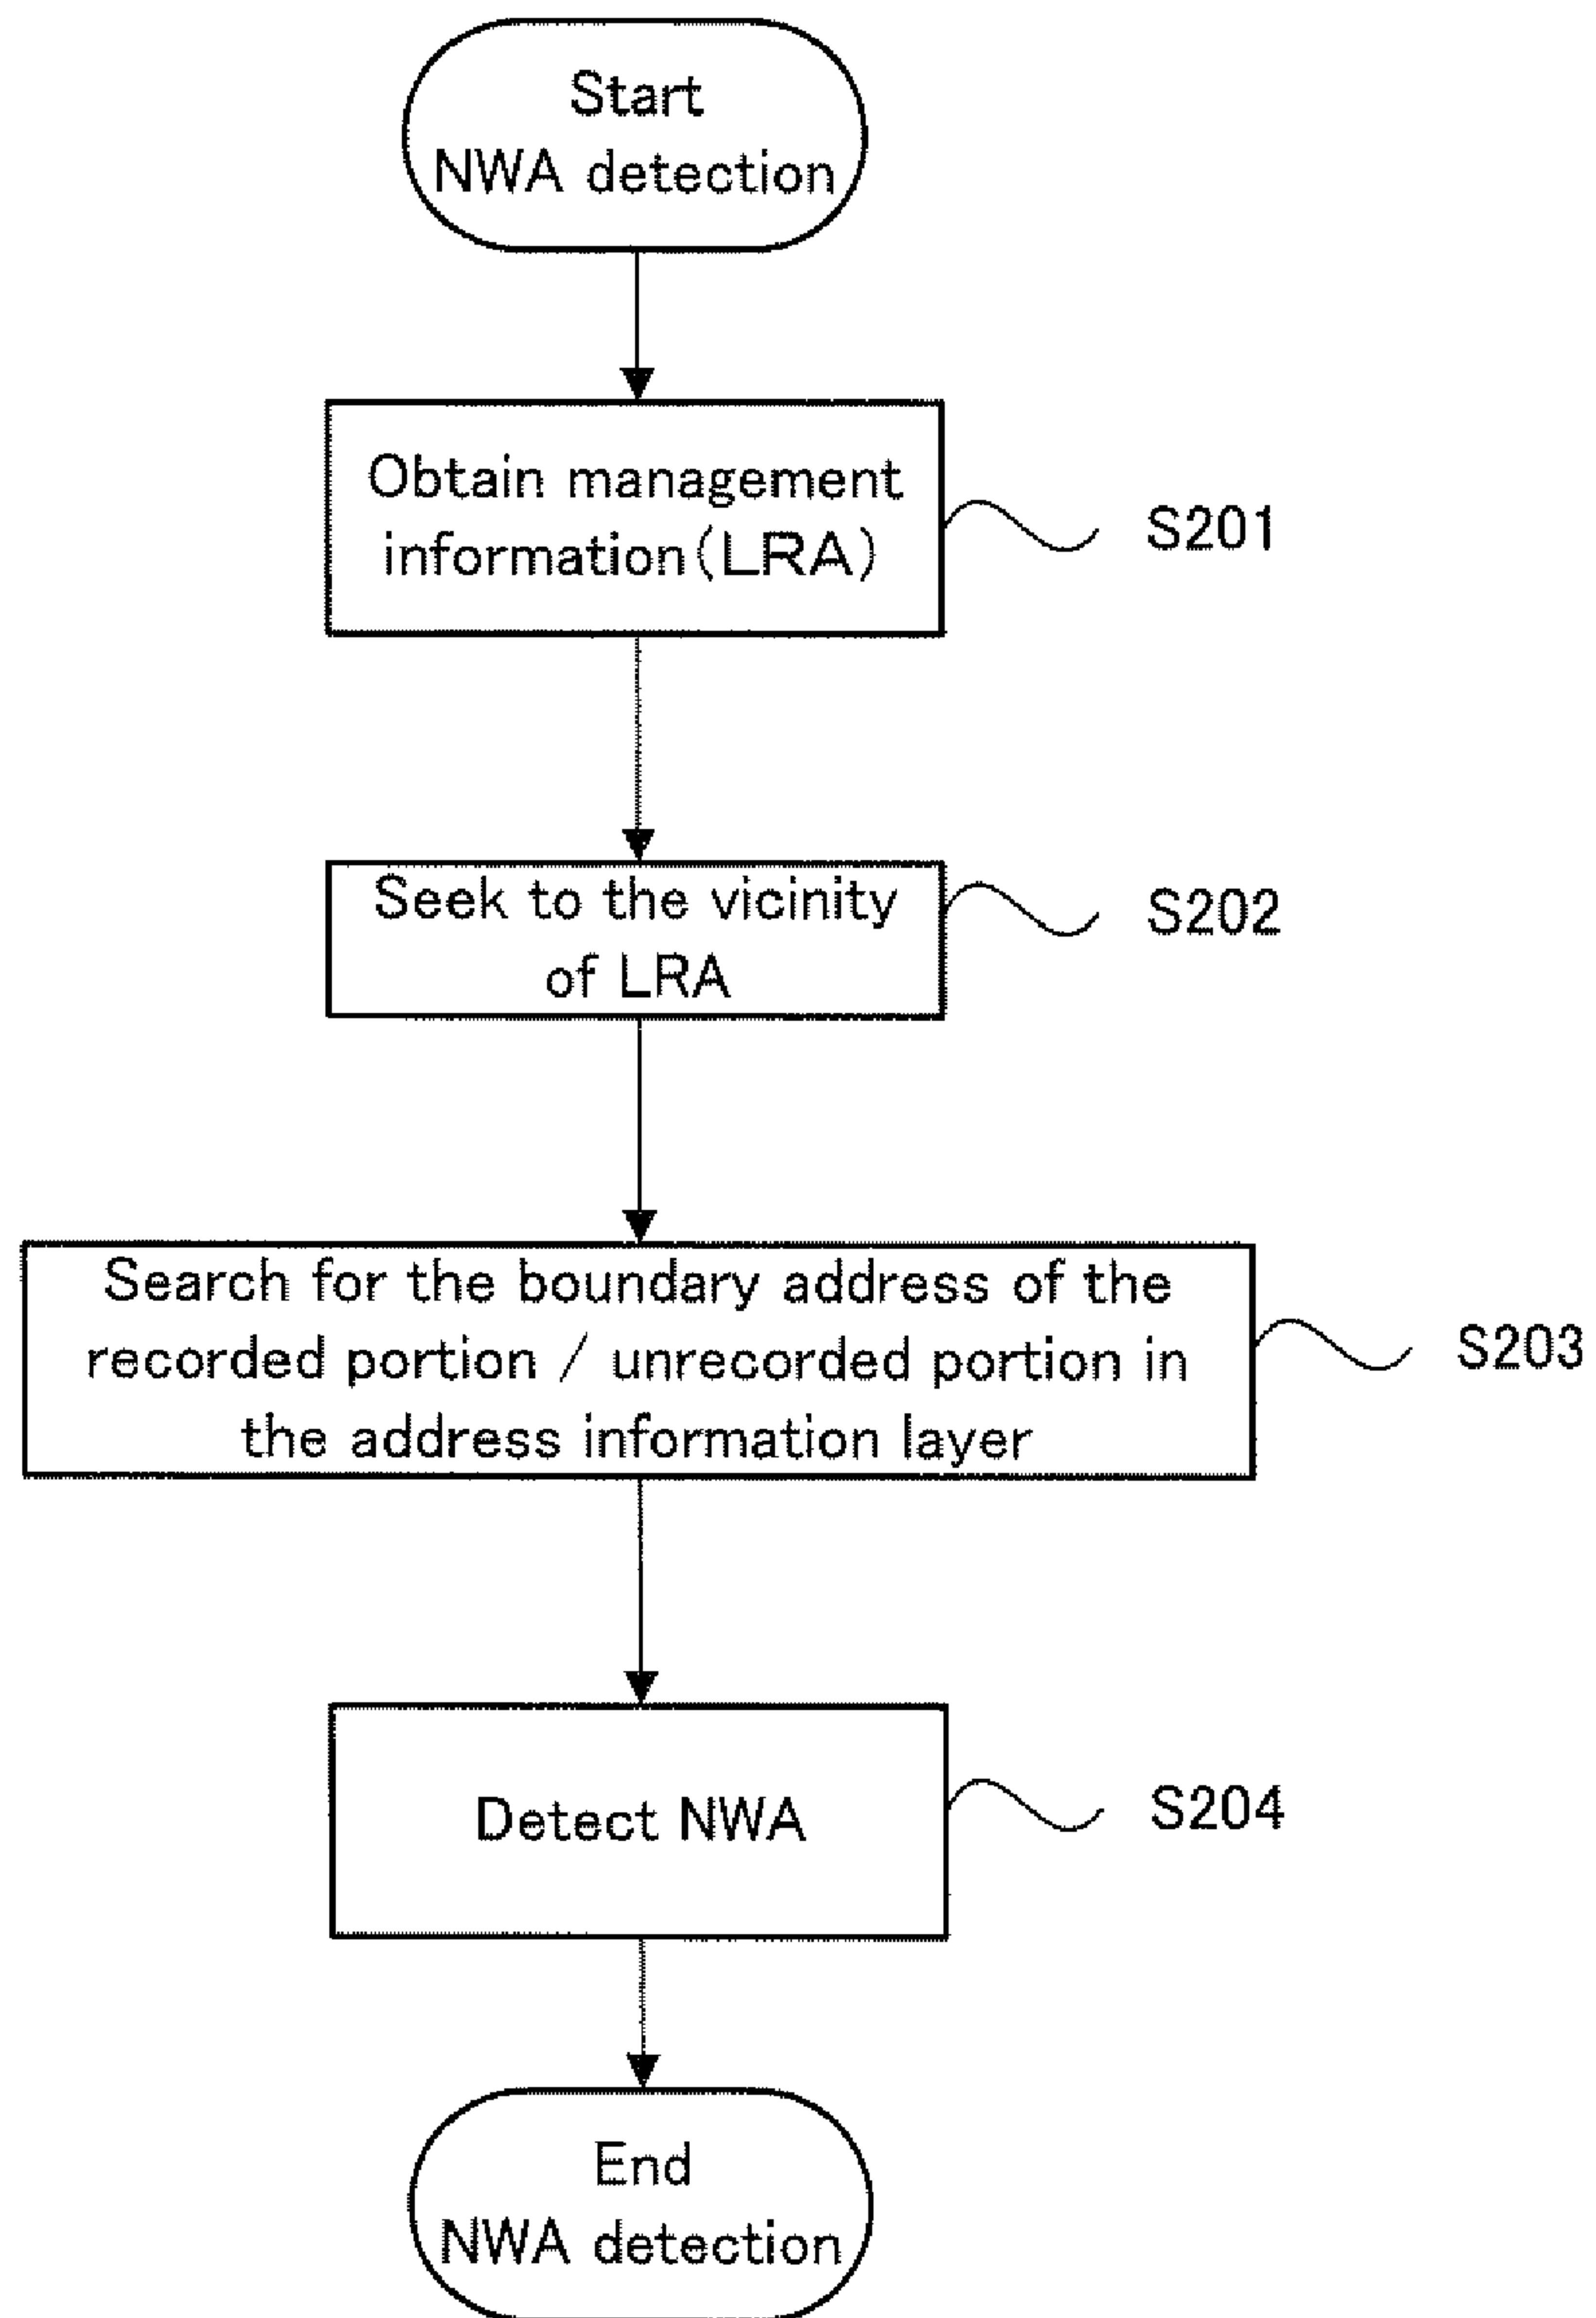 Start
NWA detection
Obtain management
information(LRA)
S201
Seek to the vicinity
of LRA
S202
Search for the boundary address of the
recorded portion / unrecorded portion in
the address information layer
S203
Detect NWA
S204
End
NWA detection